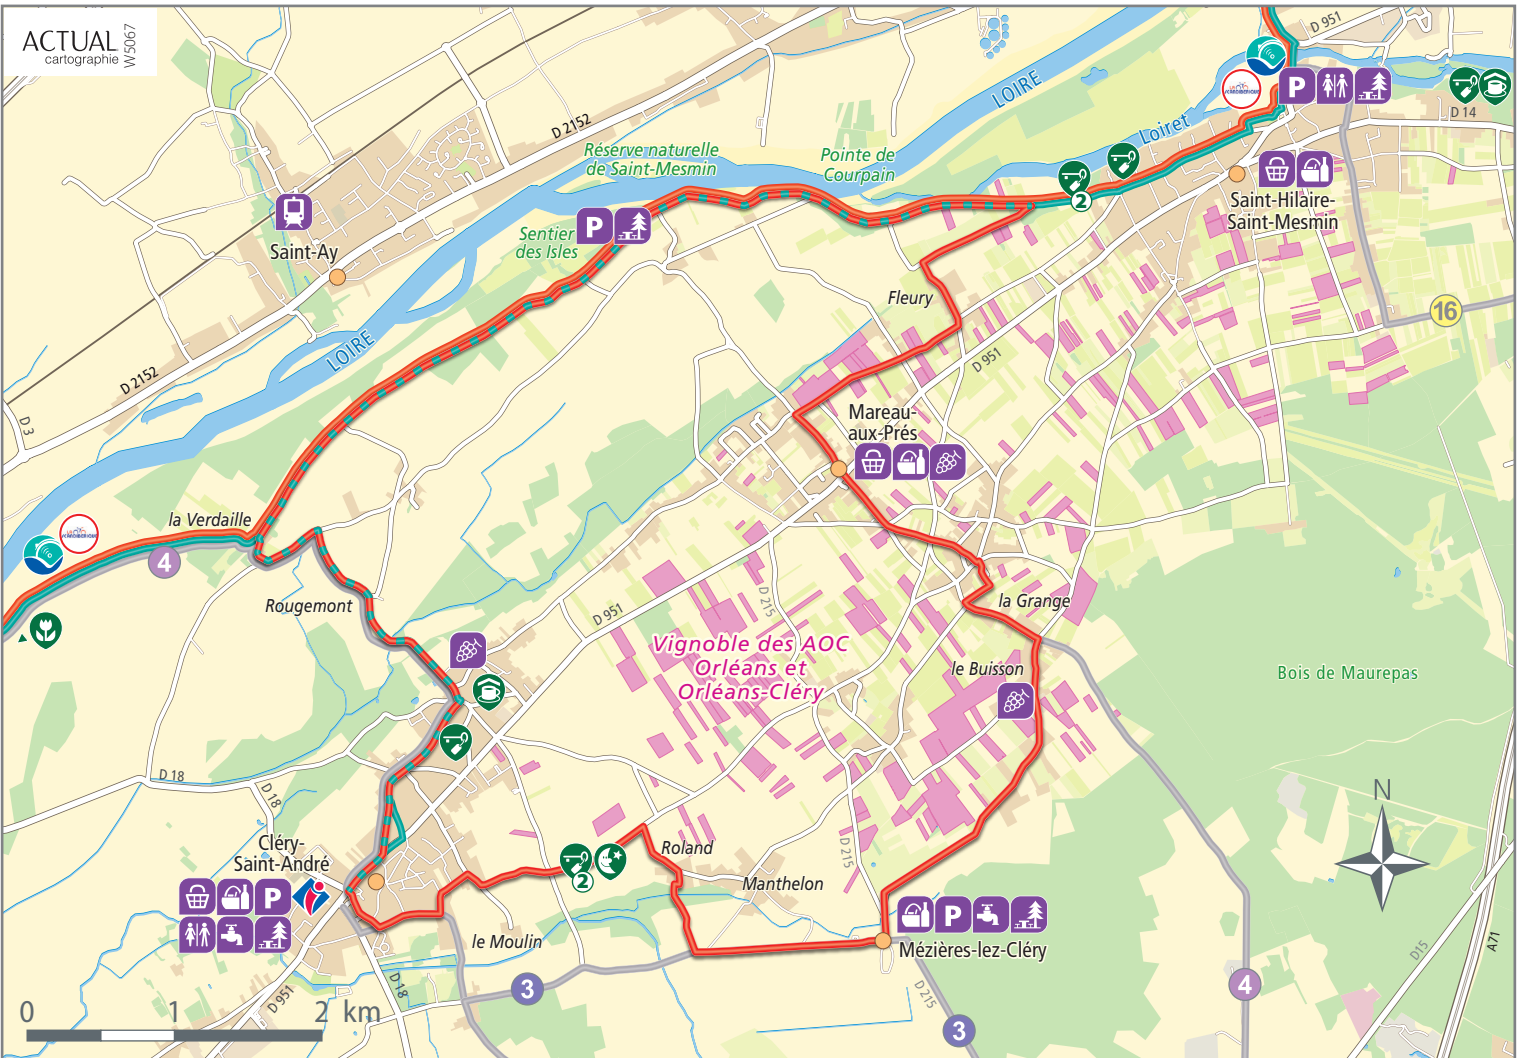 ACTUAL
cartographie
W5067
D 951
LOIRE
Loiret
P
D 14
D 2152
Réserve naturelle
de Saint-Mesmin
Pointe de
Courpain
2
Saint-Hilaire-
Saint-Mesmin
P
Sentier
des Isles
Saint-Ay
Fleury
16
LOIRE
D 951
D 2152
D 3
Mareau-
aux-Prés
la Verdaille
4
Rougemont
D 951
D 215
la Grange
Vignoble des AOC
Orléans et
Orléans-Cléry
le Buisson
Bois de Maurepas
D 18
D 18
N
Cléry-
Saint-André
P
2
Roland
D 215
Manthelon
P
Mézières-lez-Cléry
le Moulin
D 951
D 18
3
D 215
3
4
D15
A71
0
1
2 km